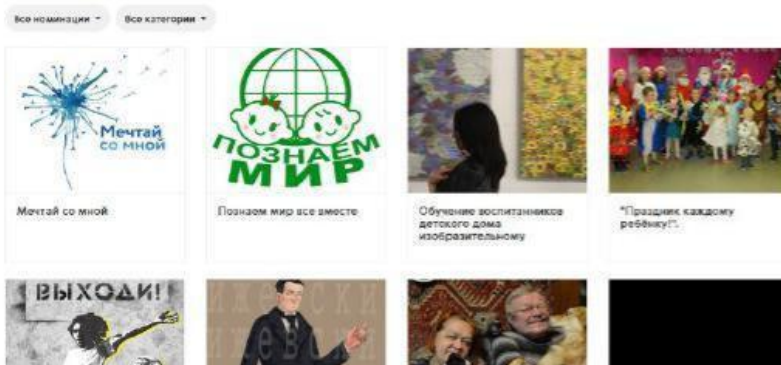 Все номинации
Все категории
Мечтай
со мной
ПОЗНАЁМ
МИР
Мечтай со мной
Познаем мир все вместе
Обучение воспитанников
детского дома
изобразительному
"Праздник каждому
ребёнку!".
ВЫХОДИ!